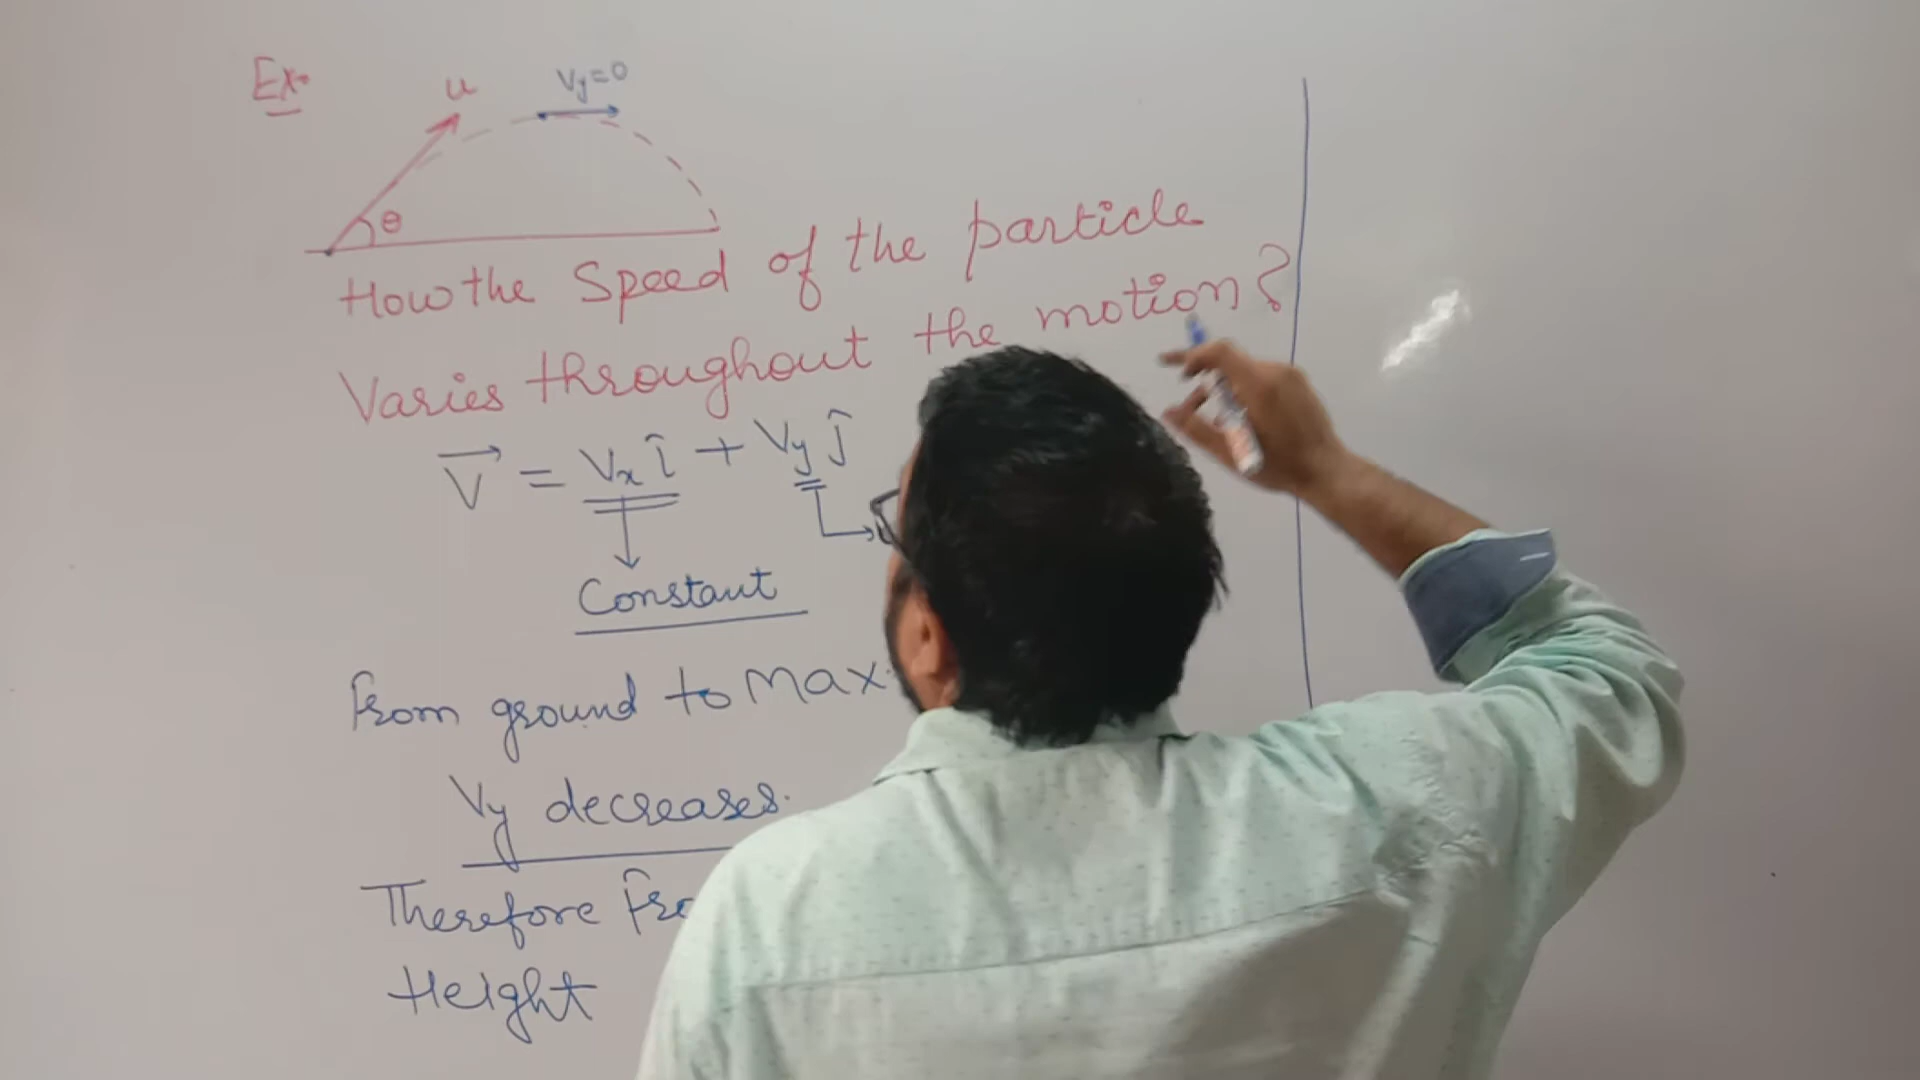 Ex.
u
Vy=0
θ
How the Speed of the particle
Varies throughout the motion?
V⃗ = Vx î + Vy ĵ
Constant
From ground to Max.
Vy decreases.
Therefore
Height